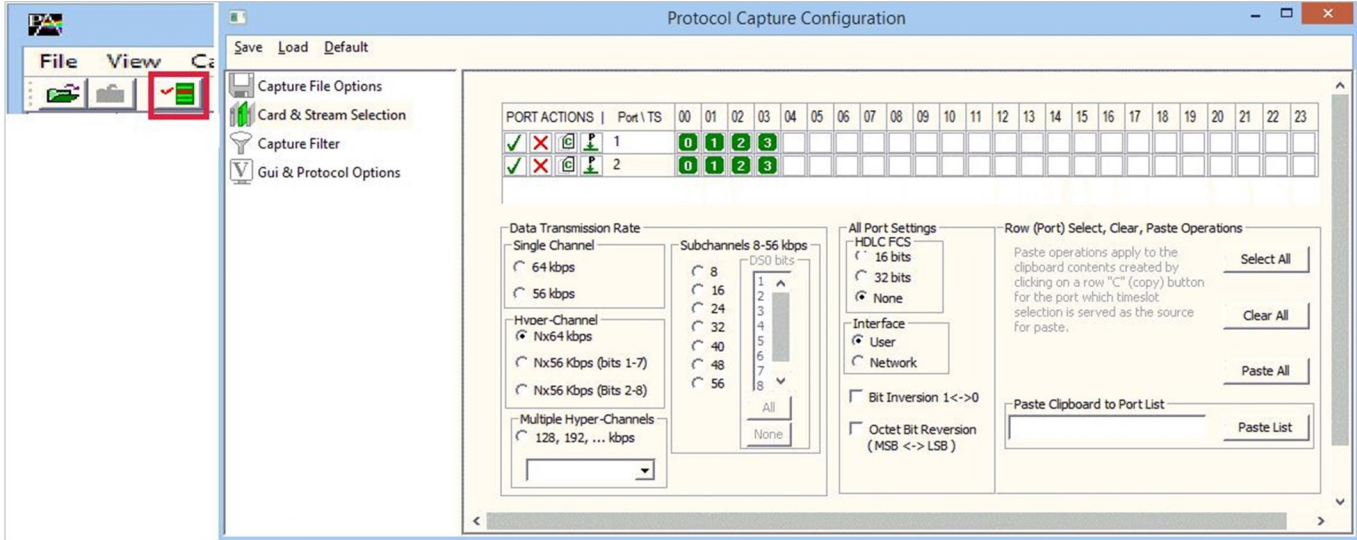 PA
File View Ca
Protocol Capture Configuration
Save Load Default
Capture File Options
Card & Stream Selection
Capture Filter
V Gui & Protocol Options
PORT ACTIONS | Port \ TS 00 01 02 03 04 05 06 07 08 09 10 11 12 13 14 15 16 17 18 19 20 21 22 23
C P 1 0 1 2 3
C P 2 0 1 2 3
Data Transmission Rate
Single Channel
64 kbps
56 kbps
Hyper-Channel
Nx64 kbps
Nx56 Kbps (bits 1-7)
Nx56 Kbps (Bits 2-8)
Multiple Hyper-Channels
128, 192, ... kbps
Subchannels 8-56 kbps
8
16
24
32
40
48
56
DS0 bits
1
2
3
4
5
6
7
8
All
None
All Port Settings
HDLC FCS
16 bits
32 bits
None
Interface
User
Network
Bit Inversion 1<->0
Octet Bit Reversion
( MSB <-> LSB )
Row (Port) Select, Clear, Paste Operations
Paste operations apply to the
clipboard contents created by
clicking on a row "C" (copy) button
for the port which timeslot
selection is served as the source
for paste.
Select All
Clear All
Paste All
Paste Clipboard to Port List
Paste List